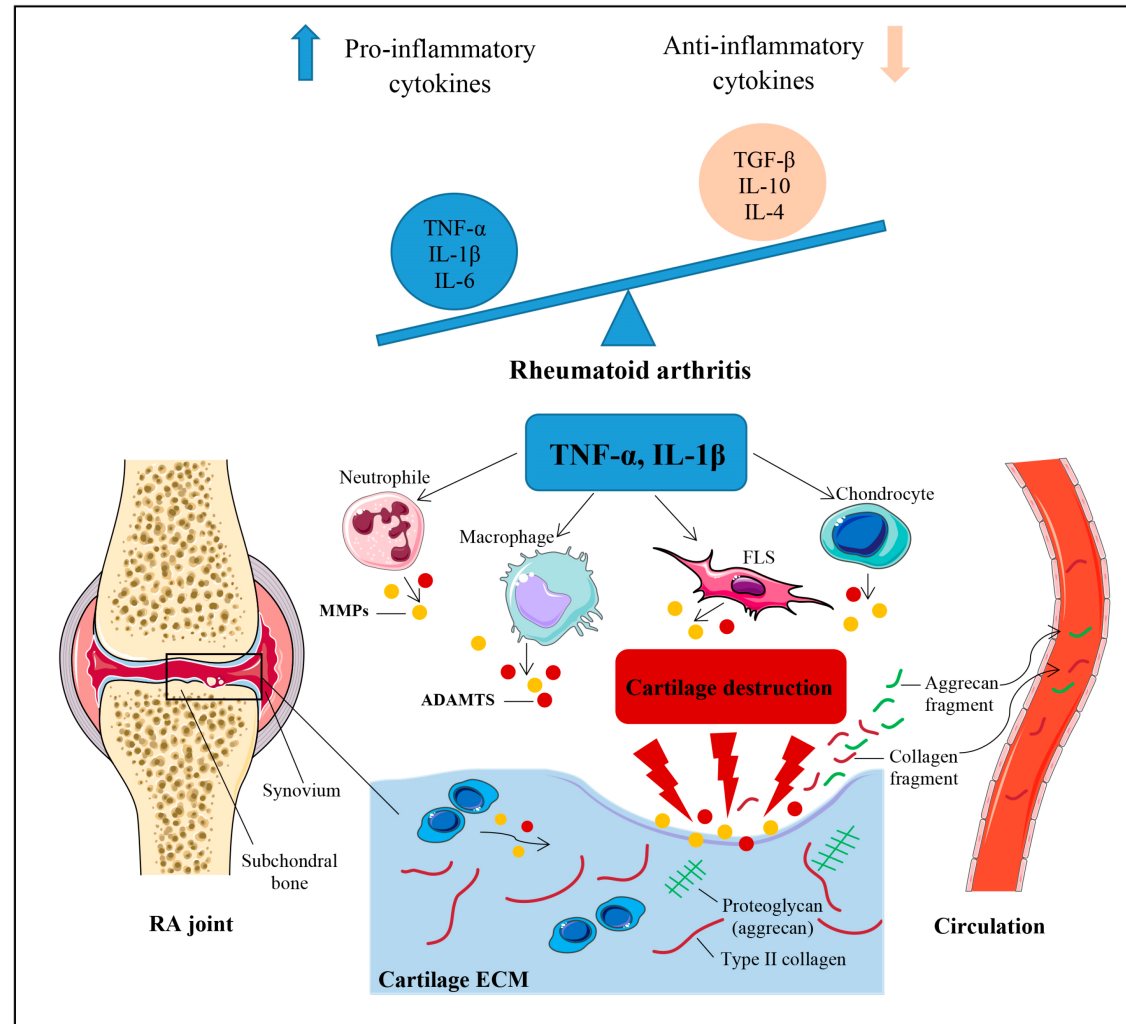 Pro-inflammatory
cytokines
Anti-inflammatory
cytokines
TGF-β
IL-10
IL-4
TNF-α
IL-1β
IL-6
Rheumatoid arthritis
TNF-α, IL-1β
Neutrophile
Macrophage
FLS
Chondrocyte
MMPs
ADAMTS
Cartilage destruction
Aggrecan
fragment
Collagen
fragment
Synovium
Subchondral
bone
RA joint
Proteoglycan
(aggrecan)
Type II collagen
Cartilage ECM
Circulation